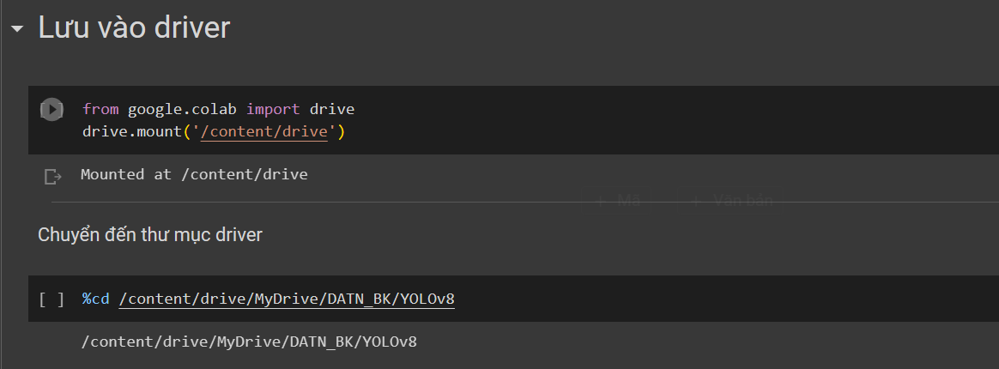 Lưu vào driver
from google.colab import drive
drive.mount('/content/drive')
Mounted at /content/drive
+ Mã + Văn bản
Chuyển đến thư mục driver
[ ] %cd /content/drive/MyDrive/DATN_BK/YOLOv8
/content/drive/MyDrive/DATN_BK/YOLOv8